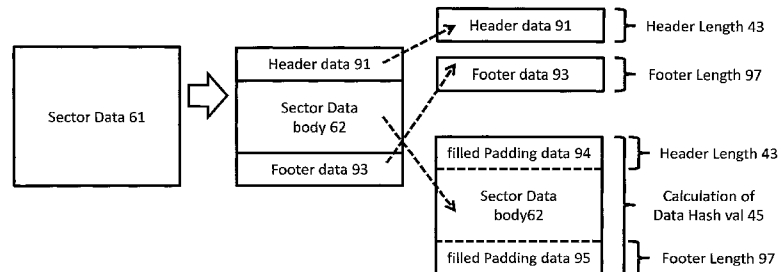 Sector Data 61
Header data 91
Sector Data
body 62
Footer data 93
Header data 91
Header Length 43
Footer data 93
Footer Length 97
filled Padding data 94
Header Length 43
Sector Data
body62
Calculation of
Data Hash val 45
filled Padding data 95
Footer Length 97